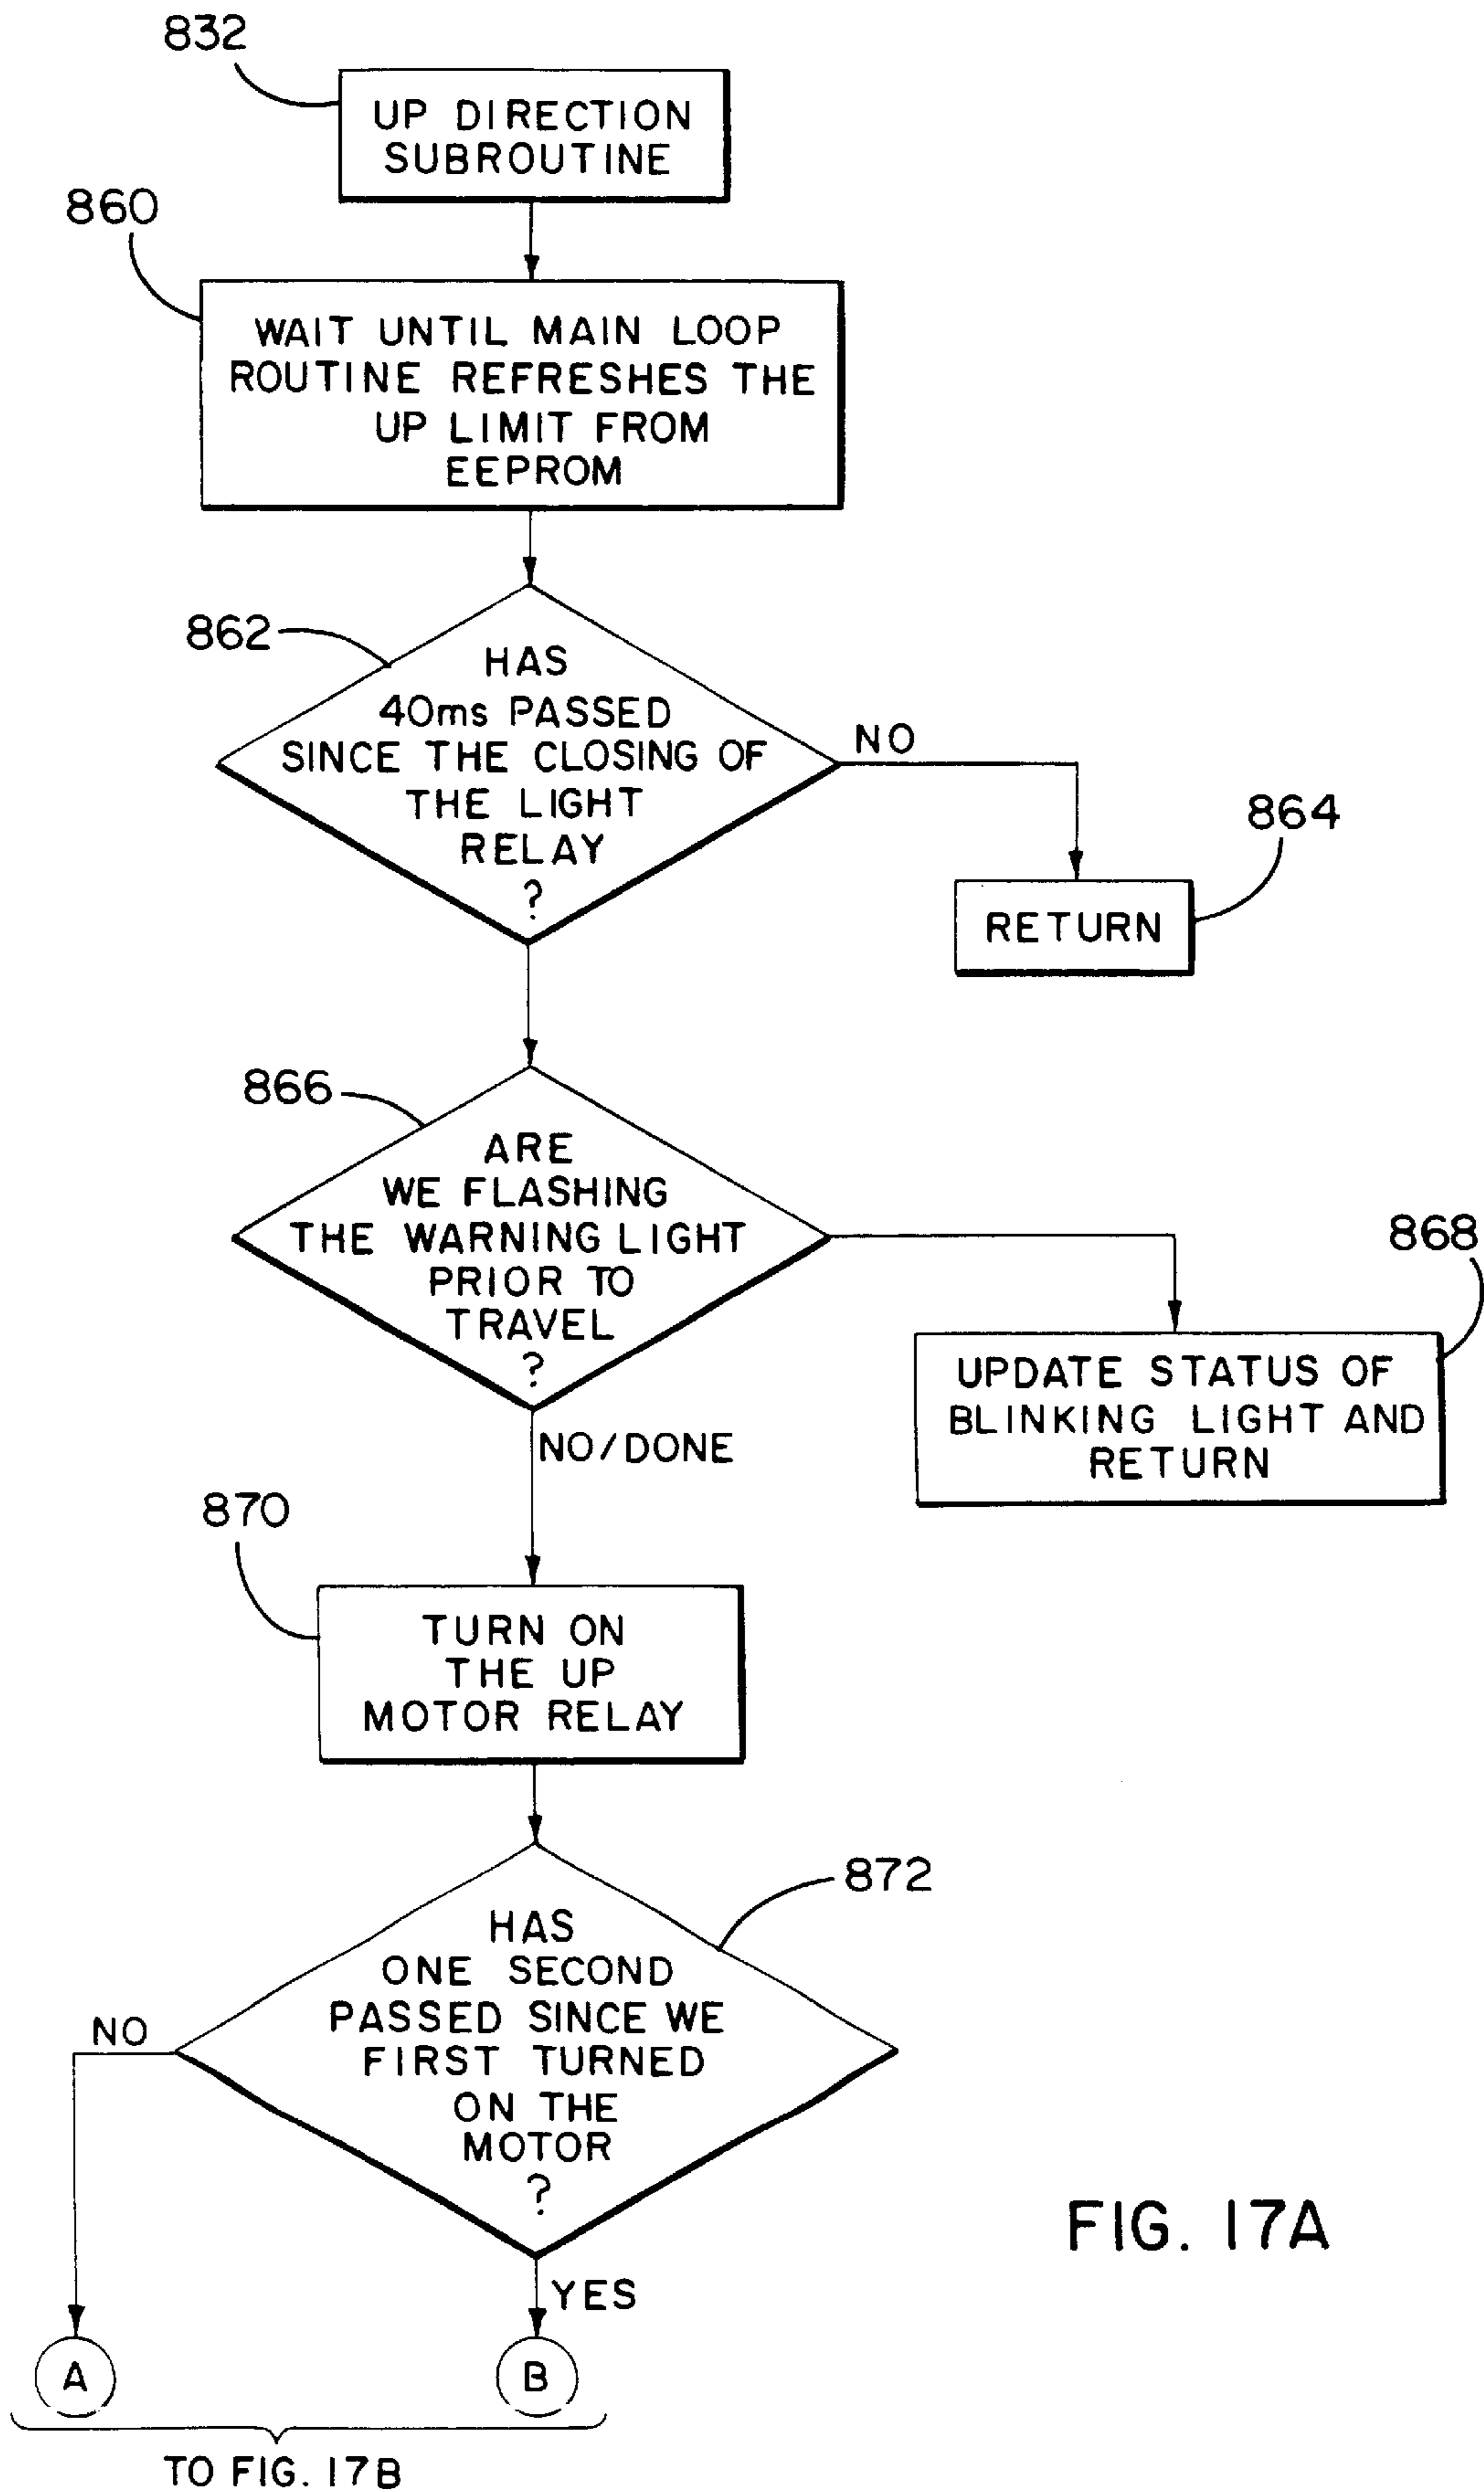 832
UP DIRECTION
SUBROUTINE
860
WAIT UNTIL MAIN LOOP
ROUTINE REFRESHES THE
UP LIMIT FROM
EEPROM
862
HAS
40ms PASSED
SINCE THE CLOSING OF
THE LIGHT
RELAY
?
NO
864
RETURN
866
ARE
WE FLASHING
THE WARNING LIGHT
PRIOR TO
TRAVEL
?
868
UPDATE STATUS OF
BLINKING LIGHT AND
RETURN
NO/DONE
870
TURN ON
THE UP
MOTOR RELAY
872
HAS
ONE SECOND
PASSED SINCE WE
FIRST TURNED
ON THE
MOTOR
?
NO
YES
A
B
TO FIG. 17B
FIG. 17A